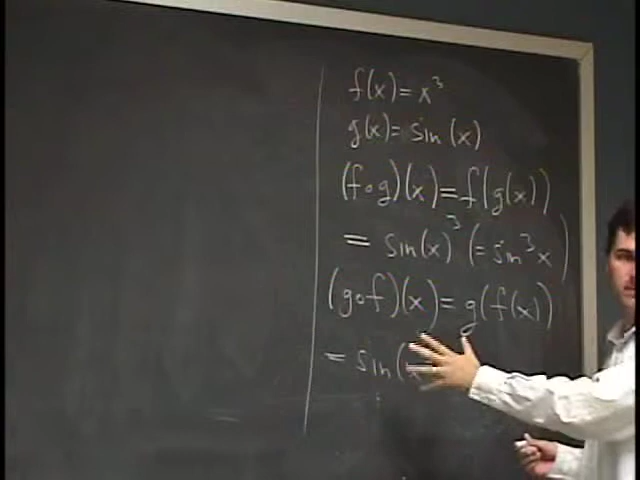 f(x)=x³
g(x)=sin(x)
(f∘g)(x)=f(g(x))
= sin(x)³ (=sin³x)
(g∘f)(x)=g(f(x))
= sin(